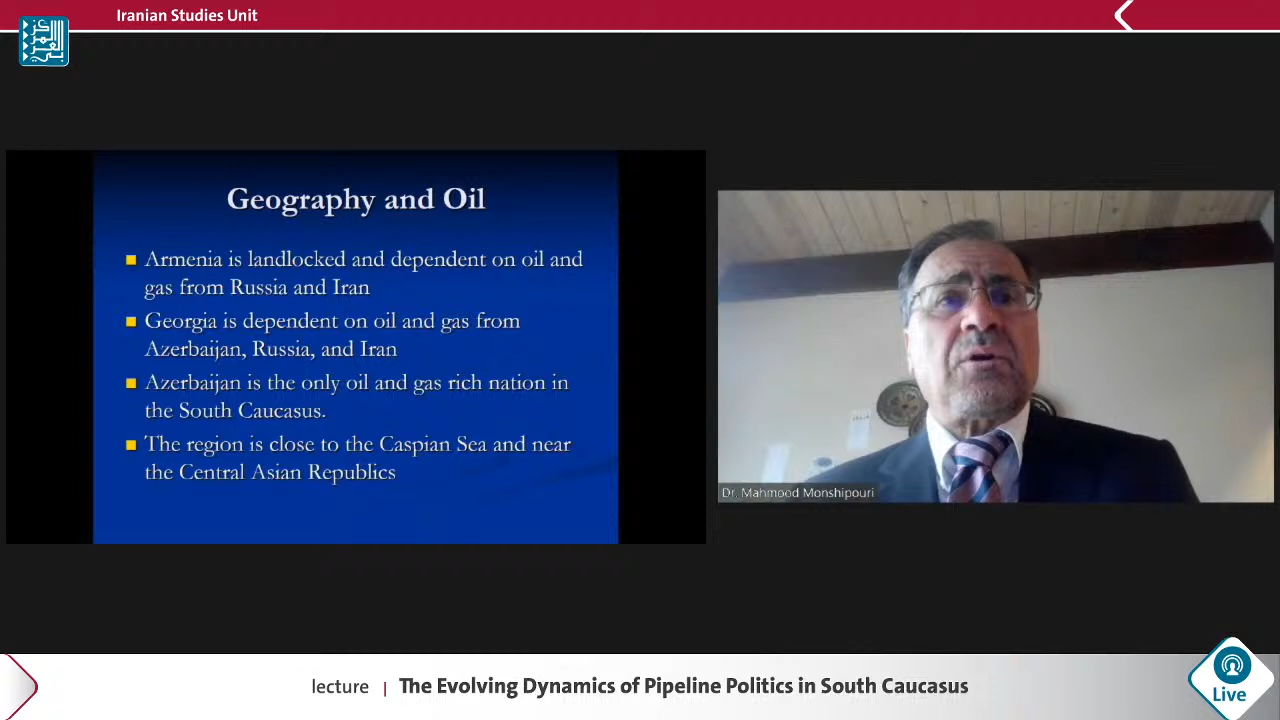 Iranian Studies Unit
المركز
العربي
Geography and Oil
Armenia is landlocked and dependent on oil and
gas from Russia and Iran
Georgia is dependent on oil and gas from
Azerbaijan, Russia, and Iran
Azerbaijan is the only oil and gas rich nation in
the South Caucasus.
The region is close to the Caspian Sea and near
the Central Asian Republics
Dr. Mahmood Monshipouri
lecture | The Evolving Dynamics of Pipeline Politics in South Caucasus
Live